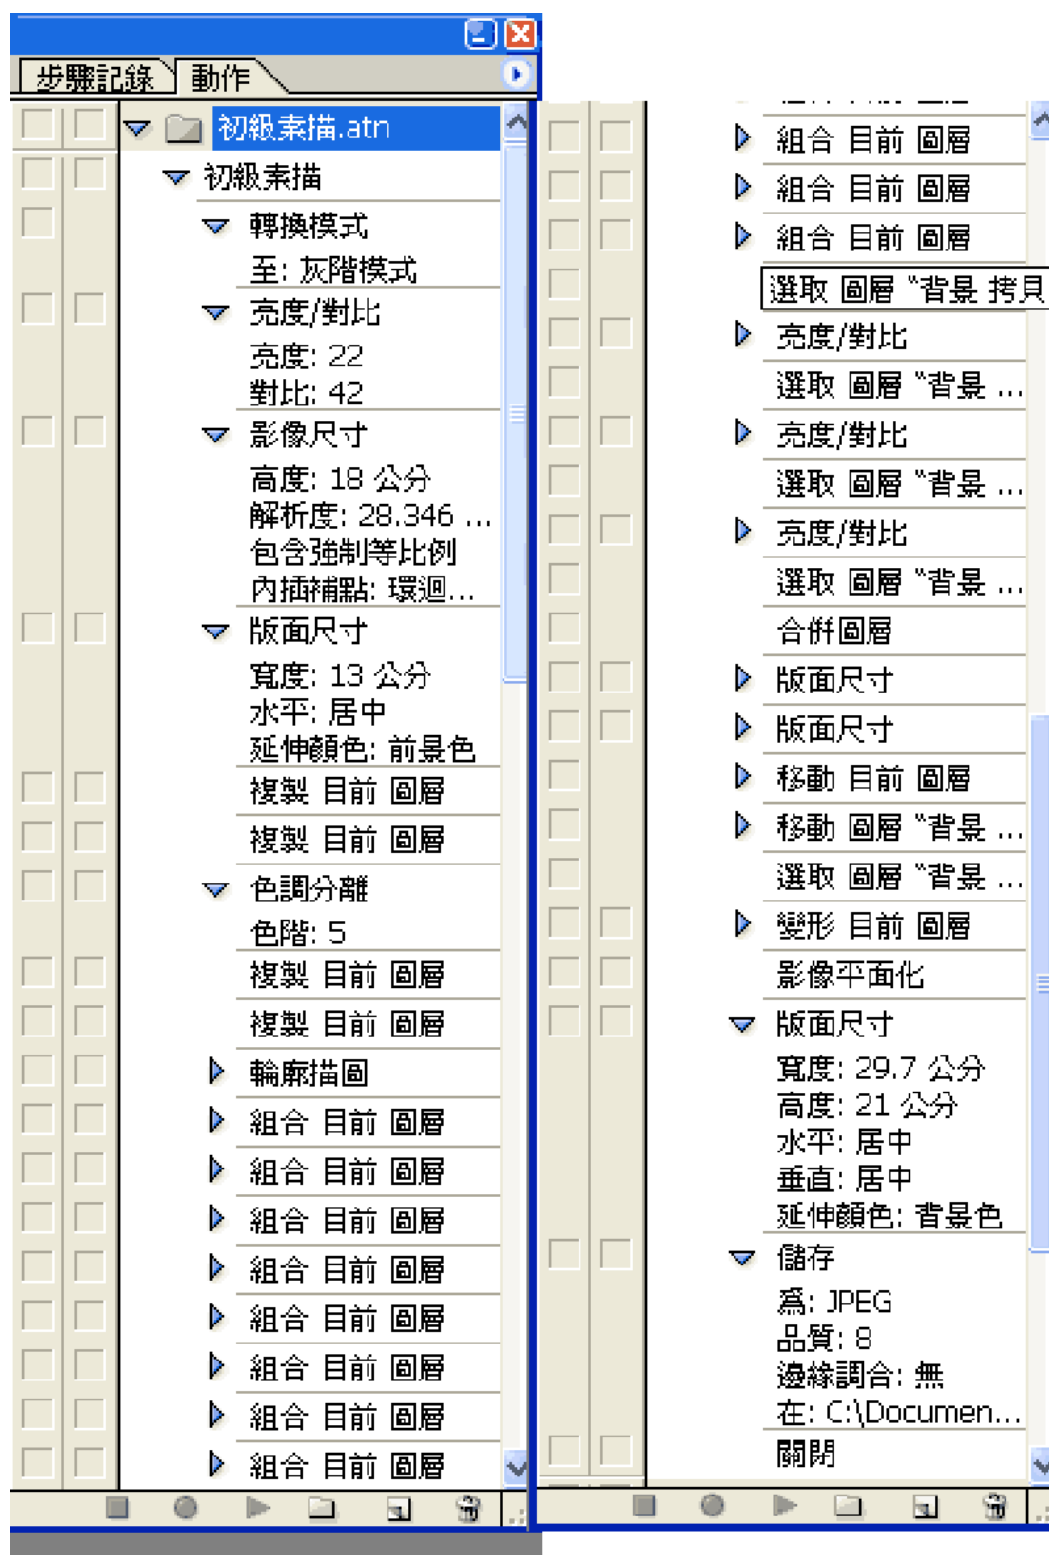 步驟記錄 動作
初級素描.atn
初級素描
轉換模式
至: 灰階模式
亮度/對比
亮度: 22
對比: 42
影像尺寸
高度: 18 公分
解析度: 28.346 ...
包含強制等比例
內插補點: 環迴...
版面尺寸
寬度: 13 公分
水平: 居中
延伸顏色: 前景色
複製 目前 圖層
複製 目前 圖層
色調分離
色階: 5
複製 目前 圖層
複製 目前 圖層
輪廓描圖
組合 目前 圖層
組合 目前 圖層
組合 目前 圖層
組合 目前 圖層
組合 目前 圖層
組合 目前 圖層
組合 目前 圖層
組合 目前 圖層
組合 目前 圖層
組合 目前 圖層
組合 目前 圖層
選取 圖層 "背景 拷貝
亮度/對比
選取 圖層 "背景 ...
亮度/對比
選取 圖層 "背景 ...
亮度/對比
選取 圖層 "背景 ...
合併圖層
版面尺寸
版面尺寸
移動 目前 圖層
移動 圖層 "背景 ...
選取 圖層 "背景 ...
變形 目前 圖層
影像平面化
版面尺寸
寬度: 29.7 公分
高度: 21 公分
水平: 居中
垂直: 居中
延伸顏色: 背景色
儲存
為: JPEG
品質: 8
邊緣調合: 無
在: C:\Documen...
關閉